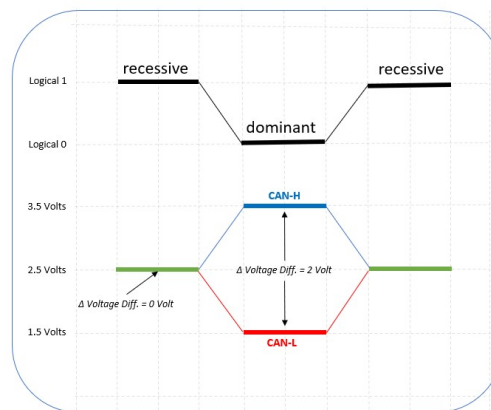 recessive
recessive
Logical 1
dominant
Logical 0
CAN-H
3.5 Volts
2.5 Volts
Δ Voltage Diff. = 2 Volt
Δ Voltage Diff. = 0 Volt
1.5 Volts
CAN-L